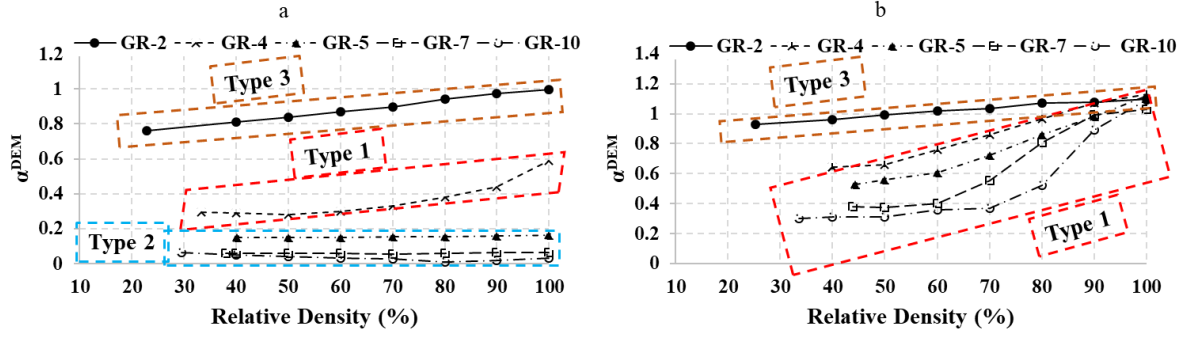 a
GR-2 GR-4 GR-5 GR-7 GR-10
1.2
1
0.8
0.6
0.4
0.2
0
α^DEM
Type 3
Type 1
Type 2
10 20 30 40 50 60 70 80 90 100
Relative Density (%)
b
GR-2 GR-4 GR-5 GR-7 GR-10
1.4
1.2
1
0.8
0.6
0.4
0.2
0
α^DEM
Type 3
Type 1
10 20 30 40 50 60 70 80 90 100
Relative Density (%)